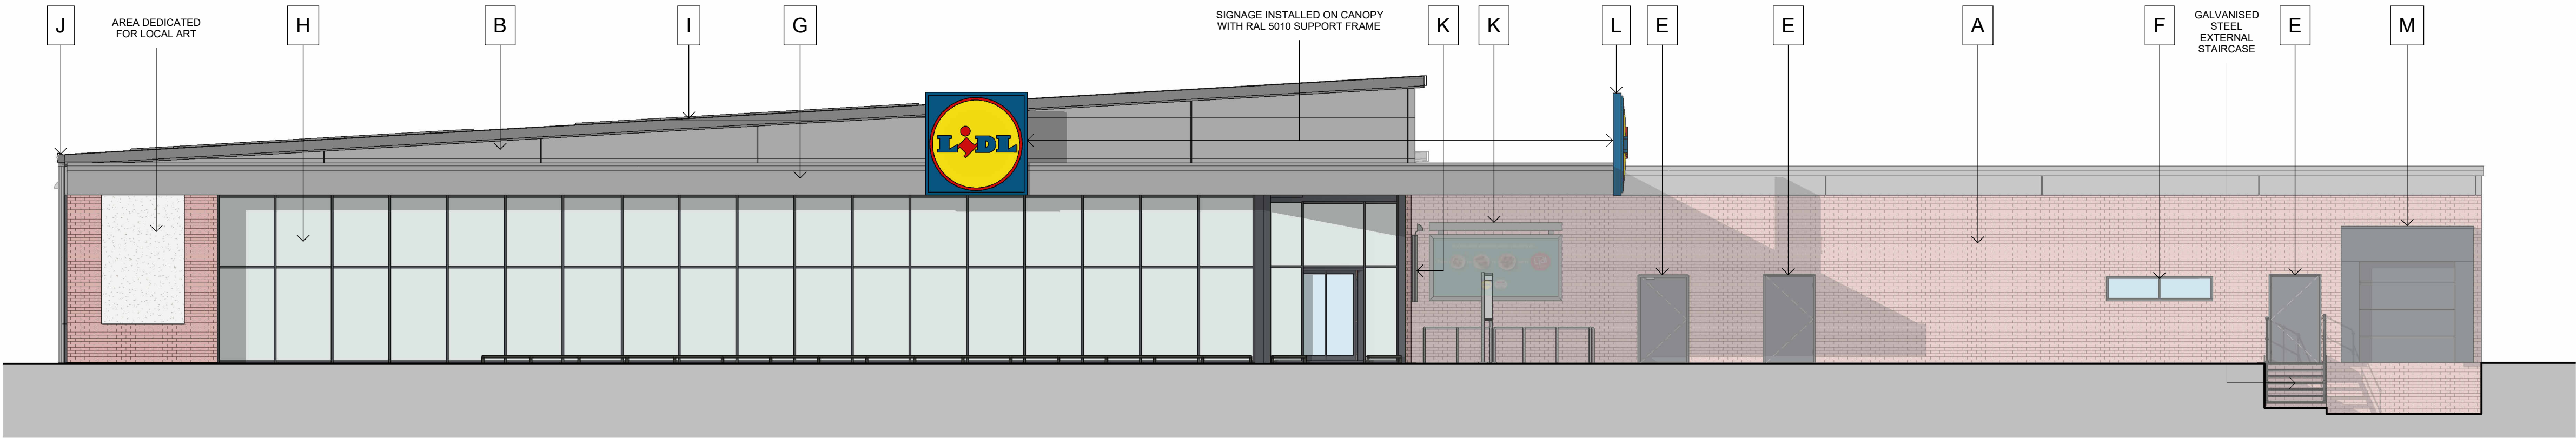 J
AREA DEDICATED
FOR LOCAL ART
H
B
I
G
SIGNAGE INSTALLED ON CANOPY
WITH RAL 5010 SUPPORT FRAME
K
K
L
E
E
A
F
GALVANISED
STEEL
EXTERNAL
STAIRCASE
E
M
LIDL